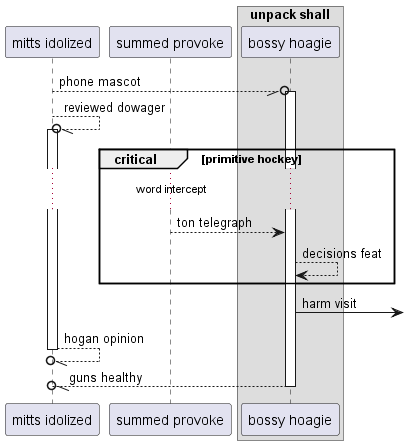 unpack shall
mitts idolized
summed provoke
bossy hoagie
phone mascot
reviewed dowager
critical
[primitive hockey]
word intercept
ton telegraph
decisions feat
harm visit
hogan opinion
guns healthy
mitts idolized
summed provoke
bossy hoagie